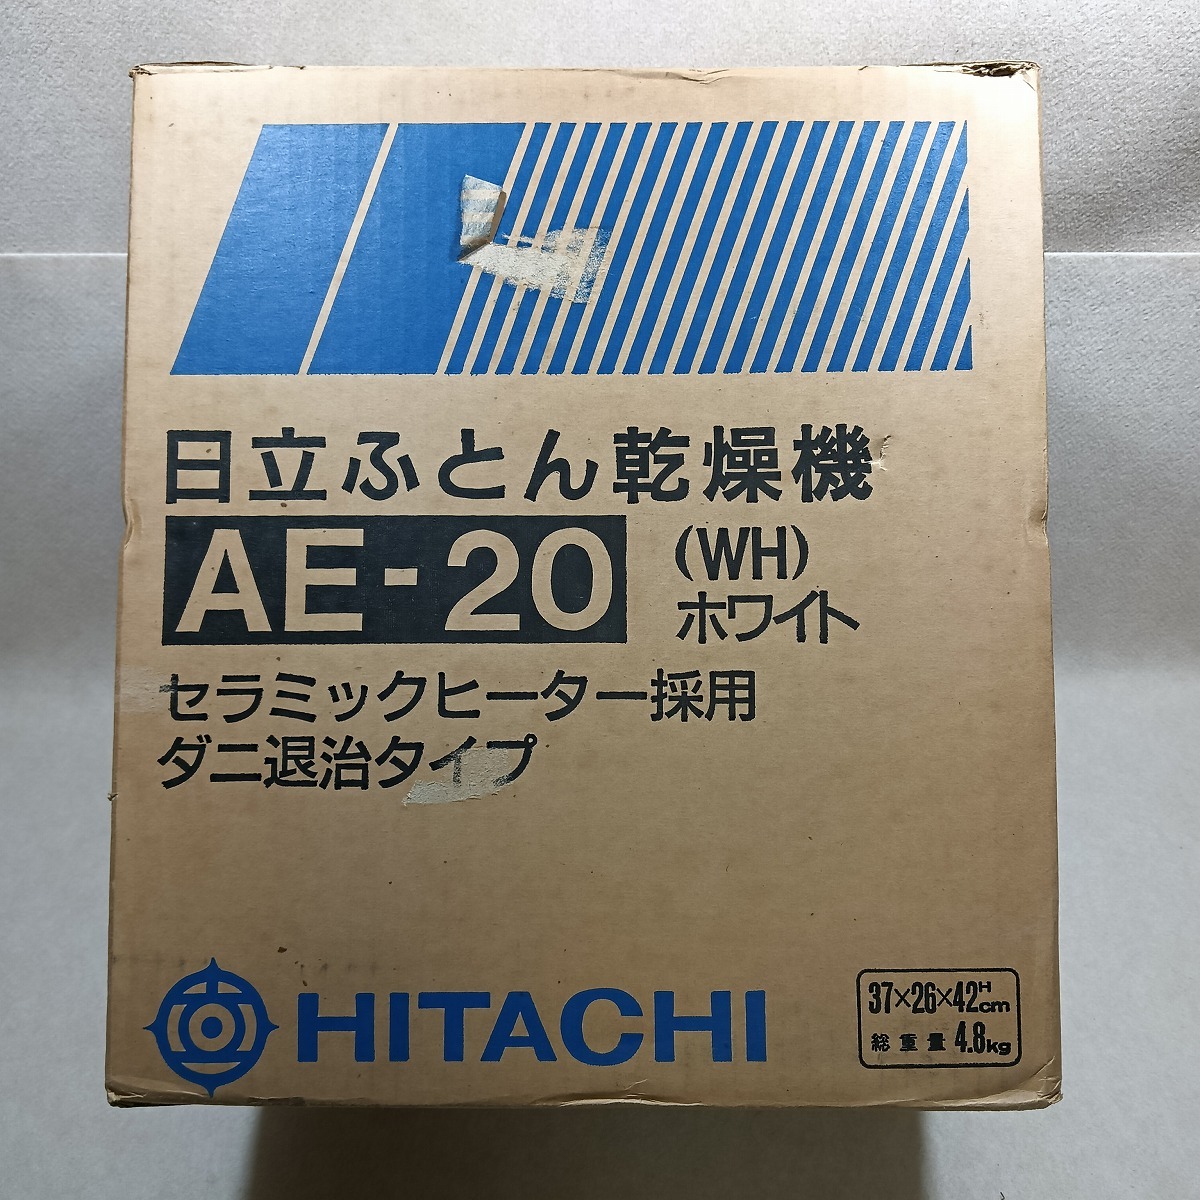 日立ふとん乾燥機
AE-20 (WH)
ホワイト
セラミックヒーター採用
ダニ退治タイプ
HITACHI
37×26×42Hcm
総重量 4.8kg